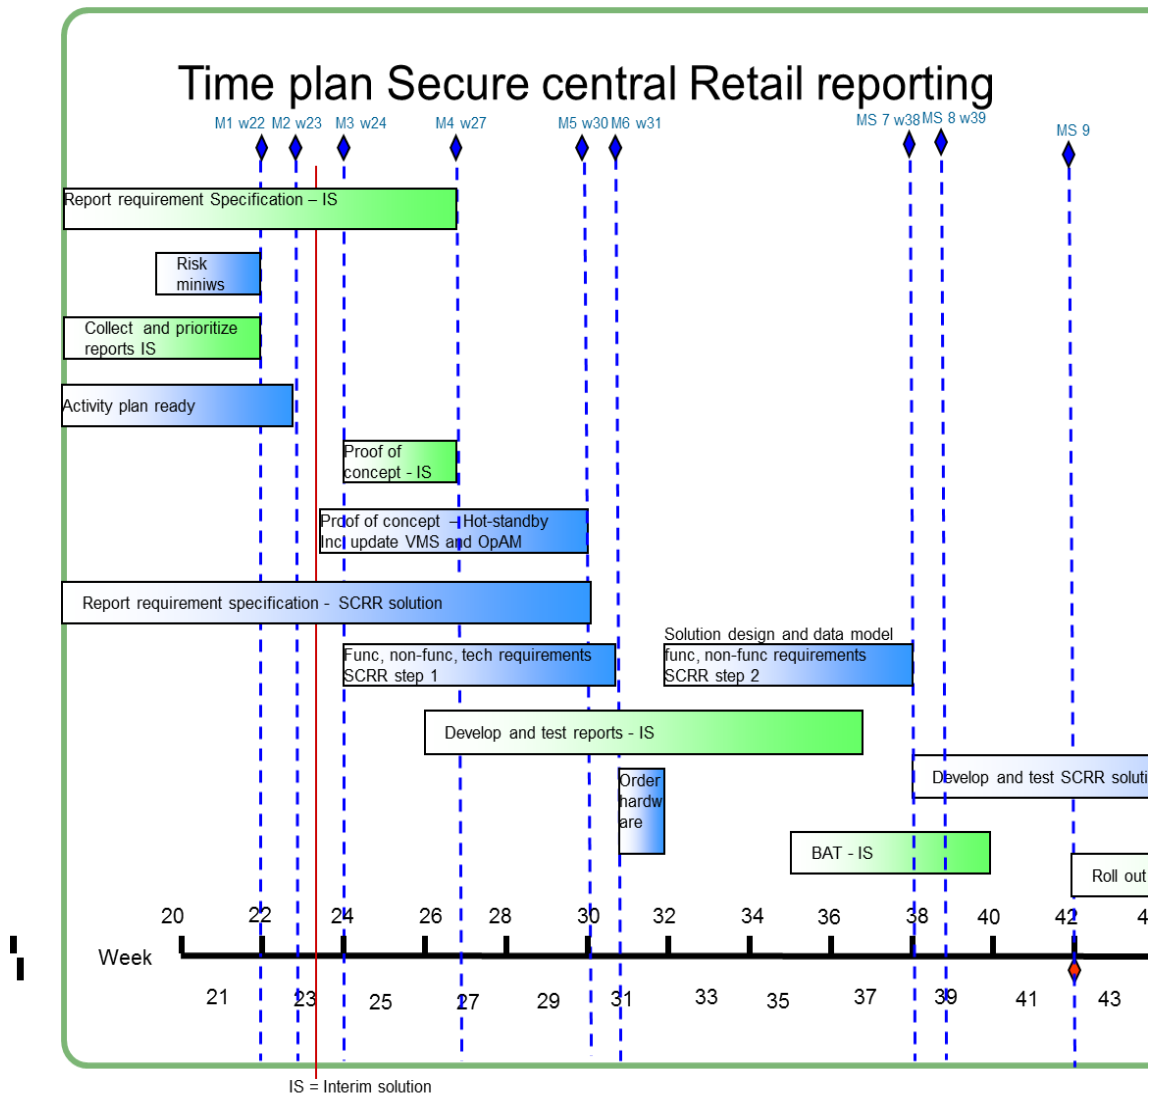 Time plan Secure central Retail reporting
M1 w22 M2 w23 M3 w24 M4 w27 M5 w30 M6 w31 MS 7 w38 MS 8 w39 MS 9
Report requirement Specification – IS
Risk
miniws
Collect and prioritize
reports IS
Activity plan ready
Proof of
concept - IS
Proof of concept – Hot-standby
Incl update VMS and OpAM
Report requirement specification - SCRR solution
Solution design and data model
Func, non-func, tech requirements
SCRR step 1
func, non-func requirements
SCRR step 2
Develop and test reports - IS
Order
hardw
are
Develop and test SCRR soluti
BAT - IS
Roll out
20 22 24 26 28 30 32 34 36 38 40 42 4
Week
21 23 25 27 29 31 33 35 37 39 41 43
IS = Interim solution